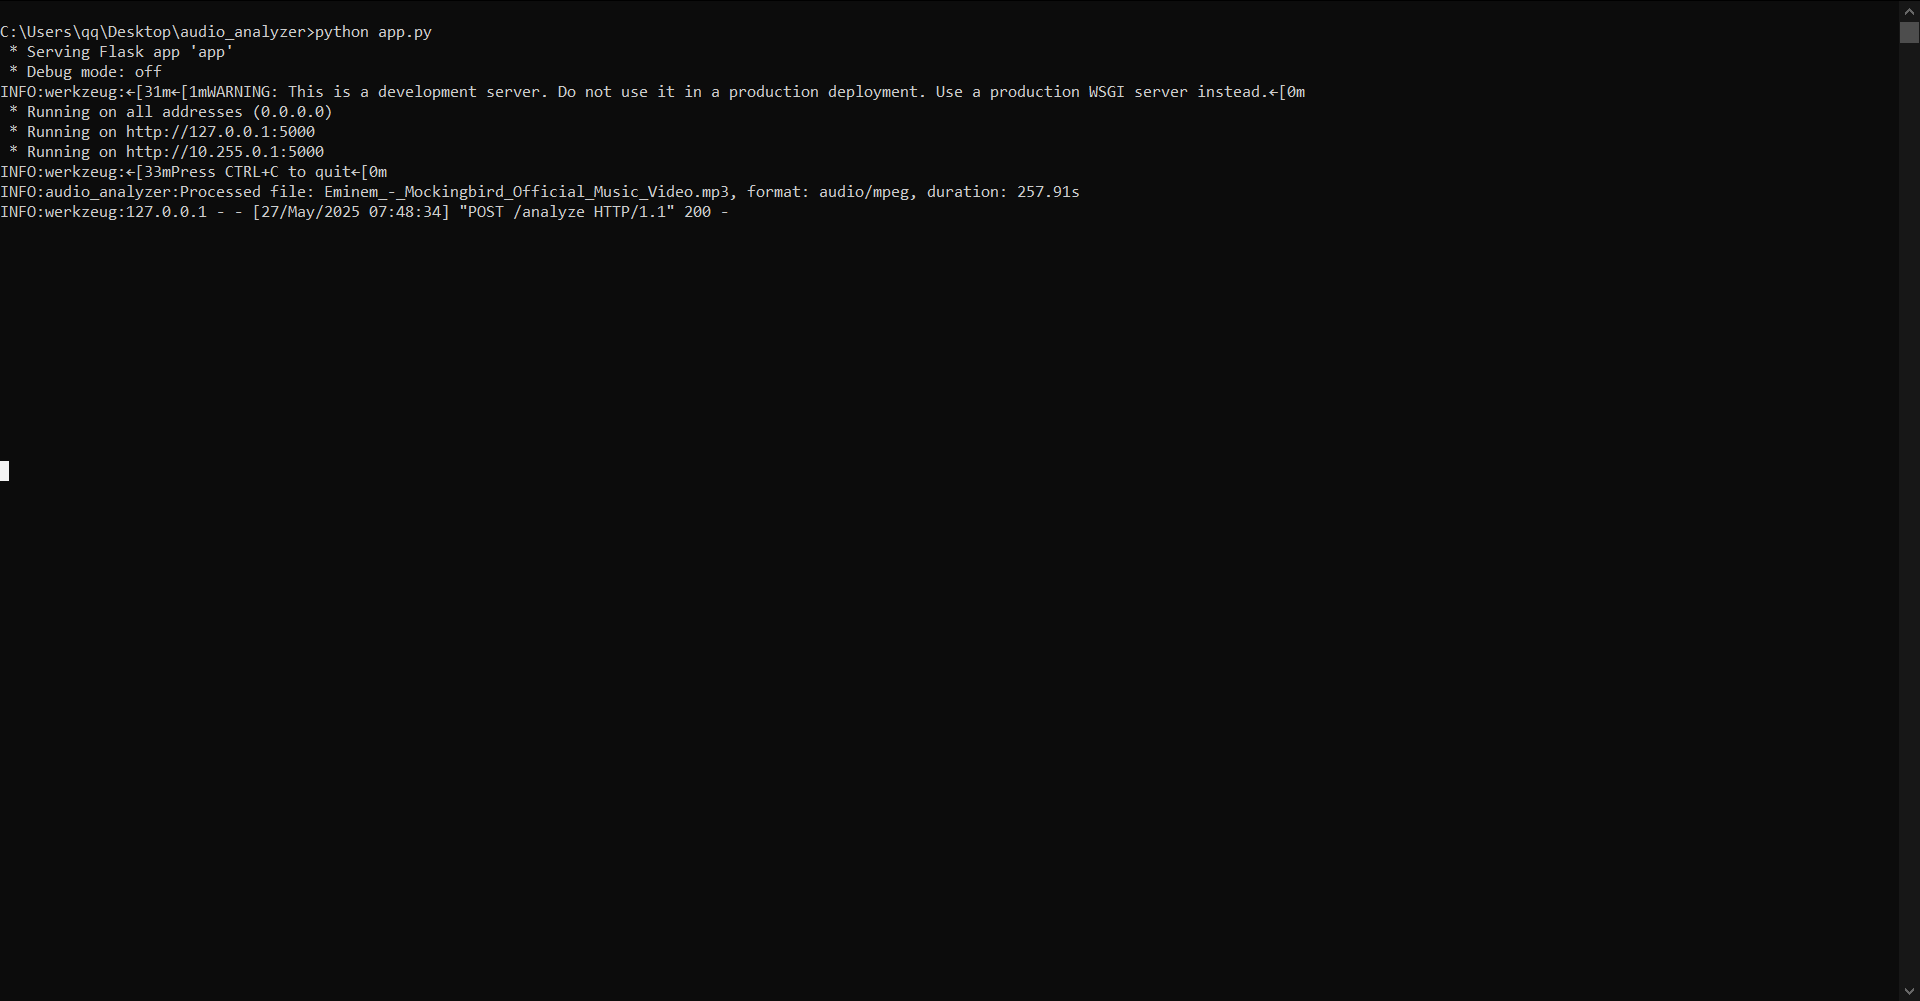 C:\Users\qq\Desktop\audio_analyzer>python app.py
 * Serving Flask app 'app'
 * Debug mode: off
INFO:werkzeug:←[31m←[1mWARNING: This is a development server. Do not use it in a production deployment. Use a production WSGI server instead.←[0m
 * Running on all addresses (0.0.0.0)
 * Running on http://127.0.0.1:5000
 * Running on http://10.255.0.1:5000
INFO:werkzeug:←[33mPress CTRL+C to quit←[0m
INFO:audio_analyzer:Processed file: Eminem_-_Mockingbird_Official_Music_Video.mp3, format: audio/mpeg, duration: 257.91s
INFO:werkzeug:127.0.0.1 - - [27/May/2025 07:48:34] "POST /analyze HTTP/1.1" 200 -